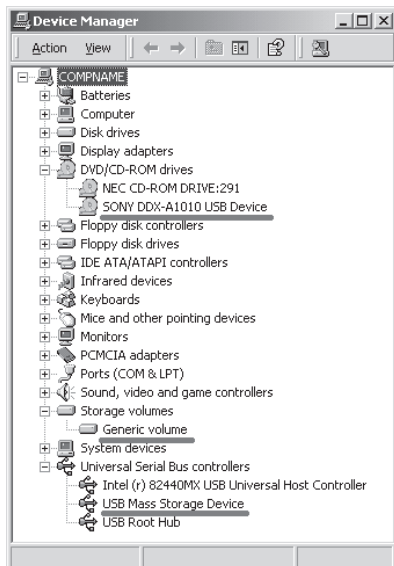 Device Manager
Action View
COMPNAME
Batteries
Computer
Disk drives
Display adapters
DVD/CD-ROM drives
NEC CD-ROM DRIVE:291
SONY DDX-A1010 USB Device
Floppy disk controllers
Floppy disk drives
IDE ATA/ATAPI controllers
Infrared devices
Keyboards
Mice and other pointing devices
Monitors
PCMCIA adapters
Ports (COM & LPT)
Sound, video and game controllers
Storage volumes
Generic volume
System devices
Universal Serial Bus controllers
Intel (r) 82440MX USB Universal Host Controller
USB Mass Storage Device
USB Root Hub